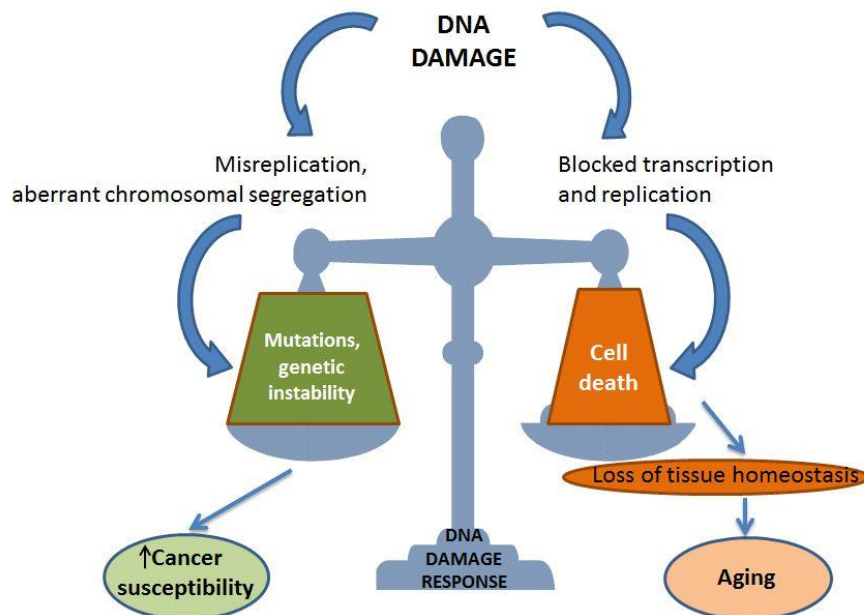 DNA
DAMAGE
Misreplication,
aberrant chromosomal segregation
Blocked transcription
and replication
Mutations,
genetic
instability
Cell
death
Loss of tissue homeostasis
↑Cancer
susceptibility
Aging
DNA
DAMAGE
RESPONSE